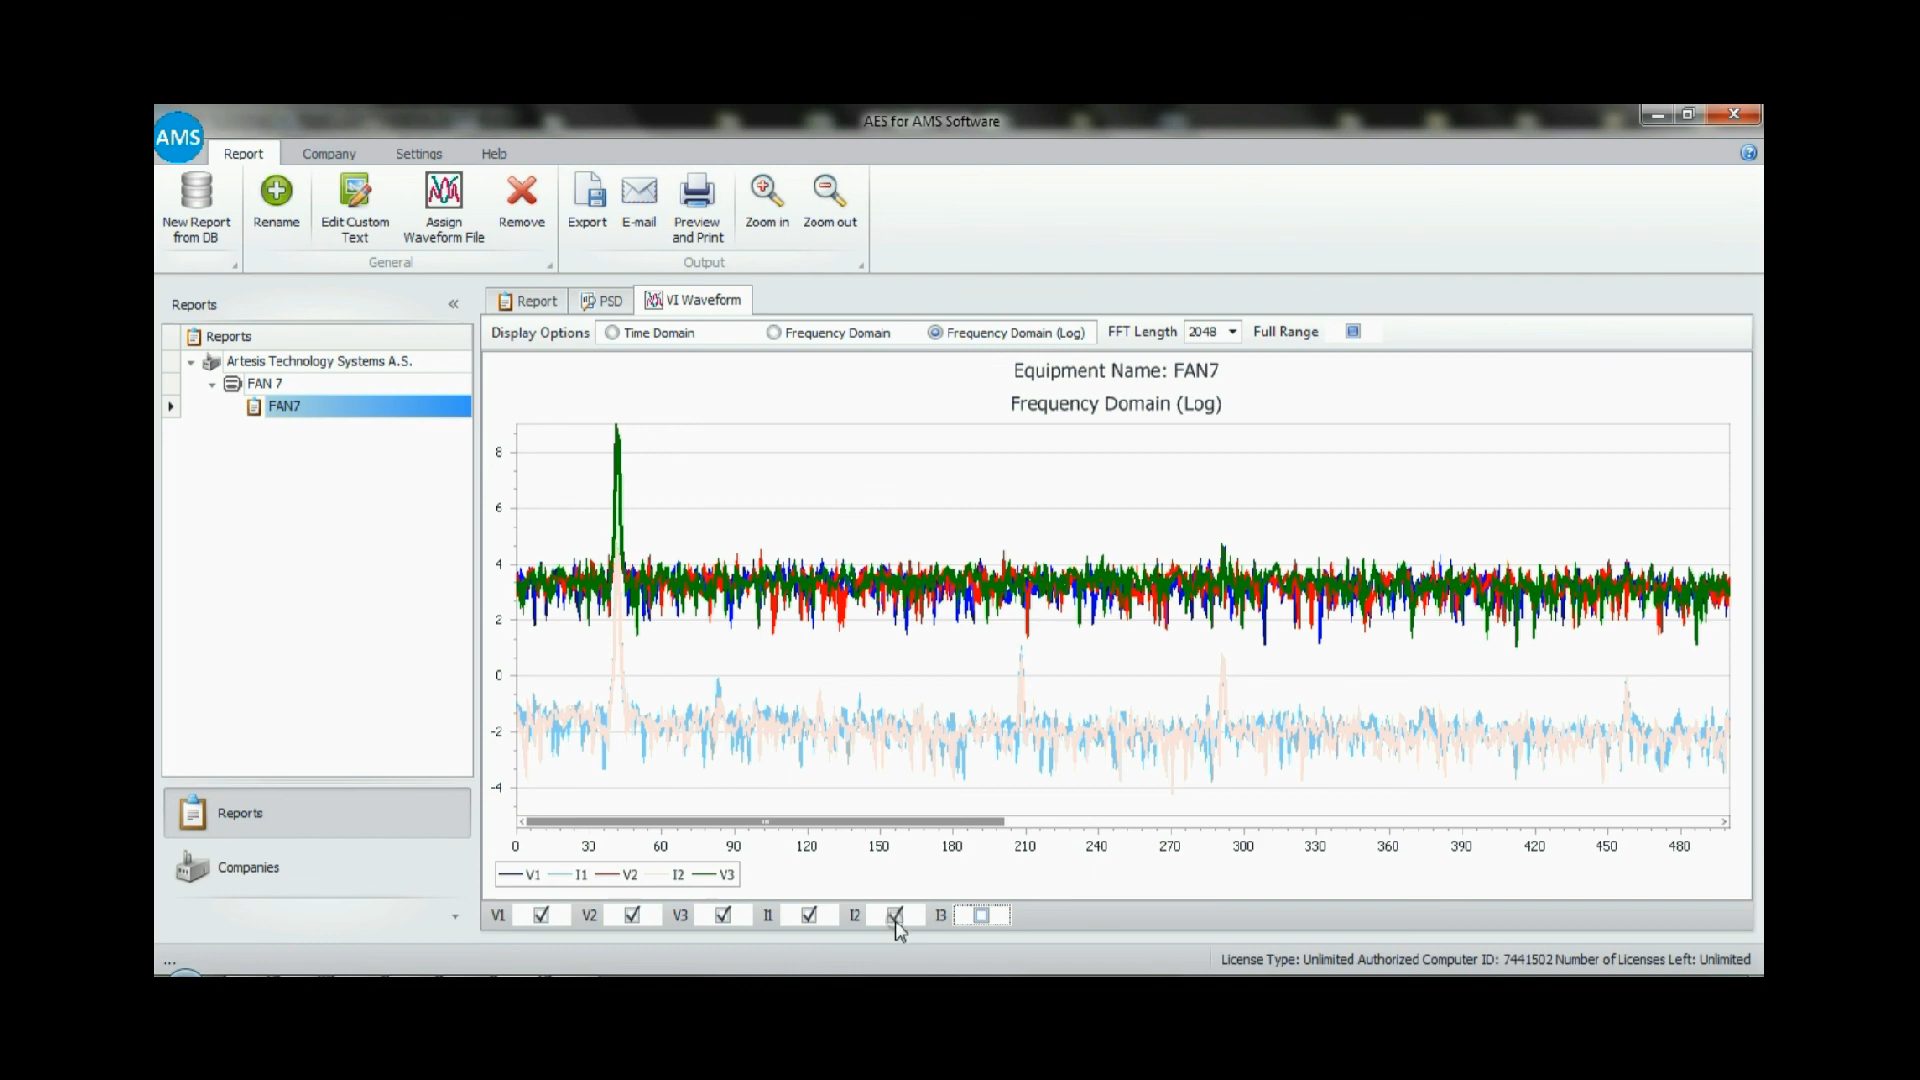 AES for AMS Software
AMS
Report Company Settings Help
New Report from DB
Rename
Edit Custom Text
Assign Waveform File
Remove
Export
E-mail
Preview and Print
Zoom in
Zoom out
General
Output
Reports
«
Report PSD VI Waveform
Display Options Time Domain Frequency Domain Frequency Domain (Log) FFT Length 2048 Full Range
Reports
Artesis Technology Systems A.S.
FAN 7
FAN7
Equipment Name: FAN7
Frequency Domain (Log)
8
6
4
2
0
-2
-4
0 30 60 90 120 150 180 210 240 270 300 330 360 390 420 450 480
V1 I1 V2 I2 V3
Reports
Companies
V1 V2 V3 I1 I2 I3
...
License Type: Unlimited Authorized Computer ID: 7441502 Number of Licenses Left: Unlimited